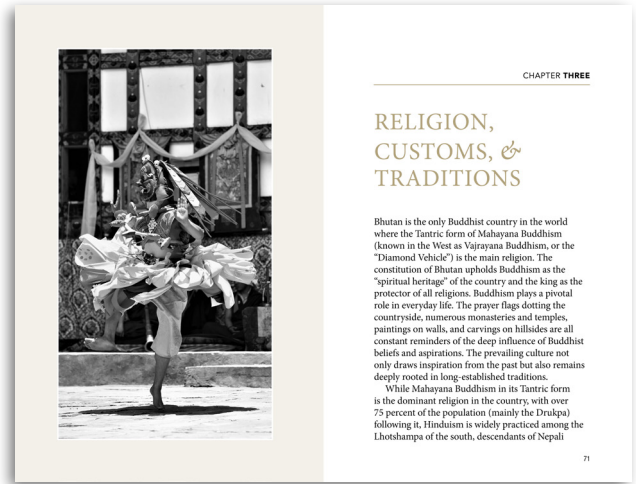 CHAPTER THREE
RELIGION,
CUSTOMS, &
TRADITIONS
Bhutan is the only Buddhist country in the world
where the Tantric form of Mahayana Buddhism
(known in the West as Vajrayana Buddhism, or the
“Diamond Vehicle”) is the main religion. The
constitution of Bhutan upholds Buddhism as the
“spiritual heritage” of the country and the king as the
protector of all religions. Buddhism plays a pivotal
role in everyday life. The prayer flags dotting the
countryside, numerous monasteries and temples,
paintings on walls, and carvings on hillsides are all
constant reminders of the deep influence of Buddhist
beliefs and aspirations. The prevailing culture not
only draws inspiration from the past but also remains
deeply rooted in long-established traditions.
While Mahayana Buddhism in its Tantric form
is the dominant religion in the country, with over
75 percent of the population (mainly the Drukpa)
following it, Hinduism is widely practiced among the
Lhotshampa of the south, descendants of Nepali
71